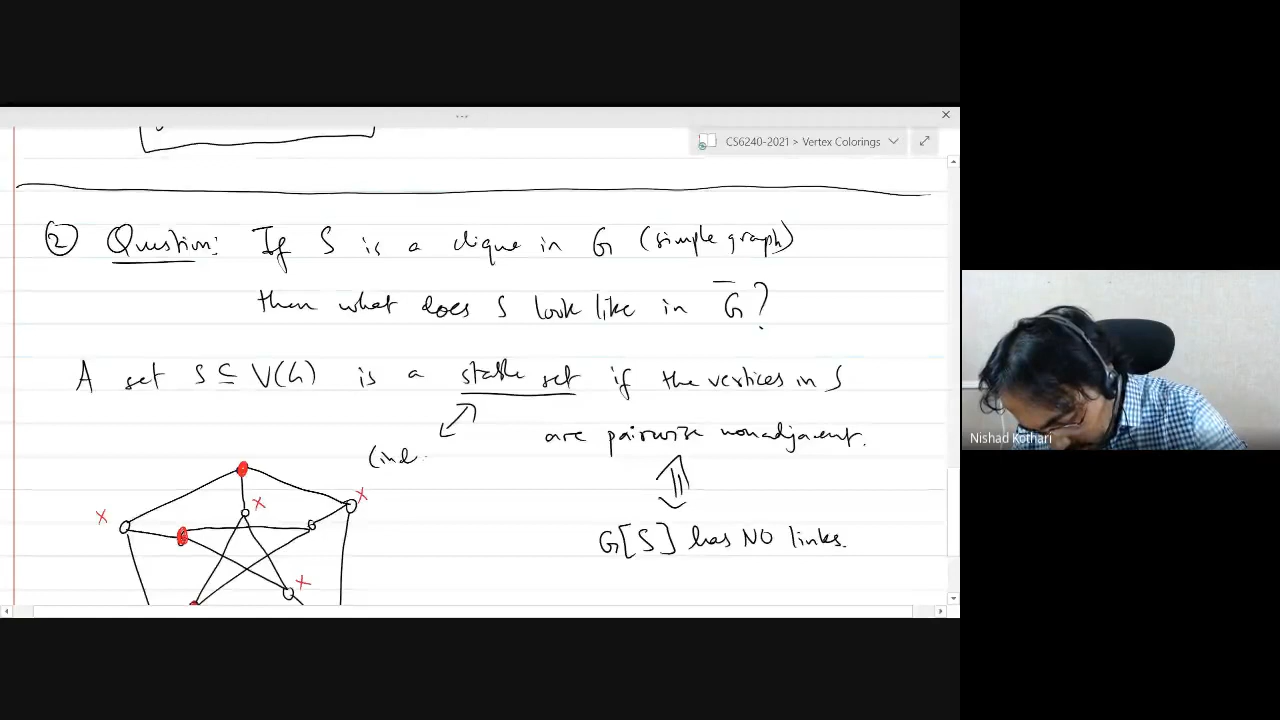 CS6240-2021 > Vertex Colorings
② Question: If S is a clique in G (simple graph)
then what does S look like in G̅?
A set S ⊆ V(G) is a stable set if the vertices in S
are pairwise nonadjacent.
(ind.
x
x
x
G[S] has NO links.
x
Nishad Kothari